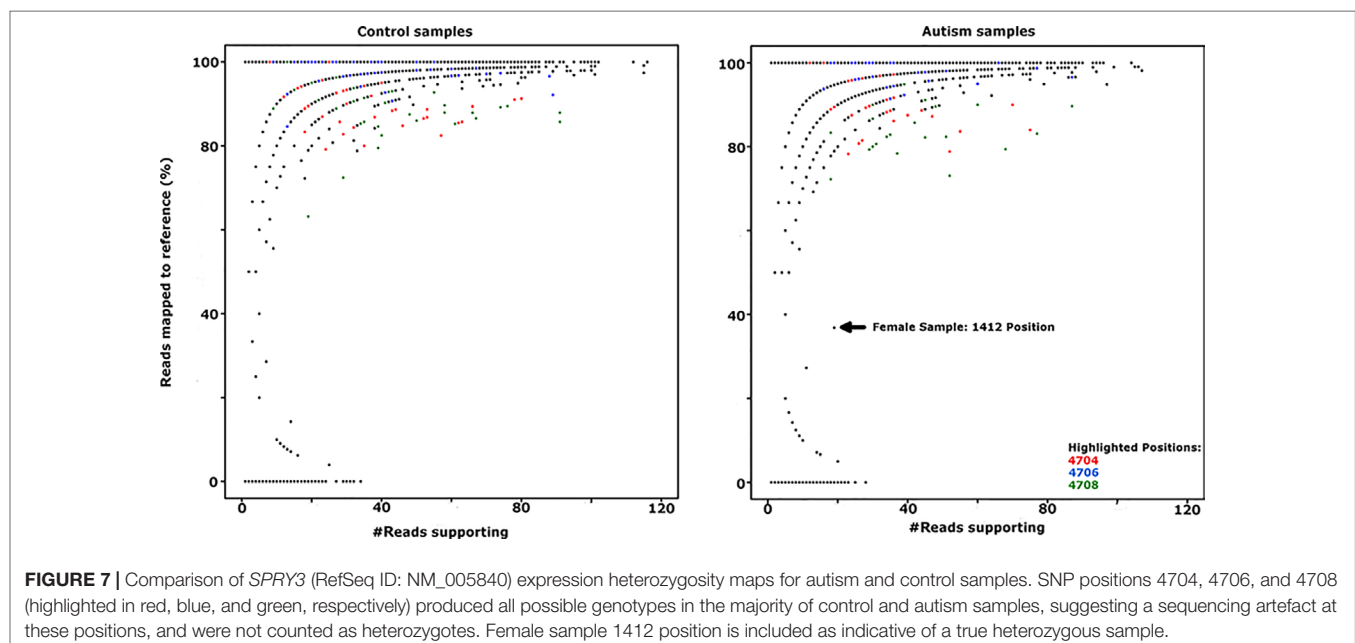 Control samples
100
80
40
0
Reads mapped to reference (%)
0
40
80
120
#Reads supporting
Autism samples
100
80
40
0
Female Sample: 1412 Position
Highlighted Positions:
4704
4706
4708
0
40
80
120
#Reads supporting
FIGURE 7 | Comparison of SPRY3 (RefSeq ID: NM_005840) expression heterozygosity maps for autism and control samples. SNP positions 4704, 4706, and 4708
(highlighted in red, blue, and green, respectively) produced all possible genotypes in the majority of control and autism samples, suggesting a sequencing artefact at
these positions, and were not counted as heterozygotes. Female sample 1412 position is included as indicative of a true heterozygous sample.